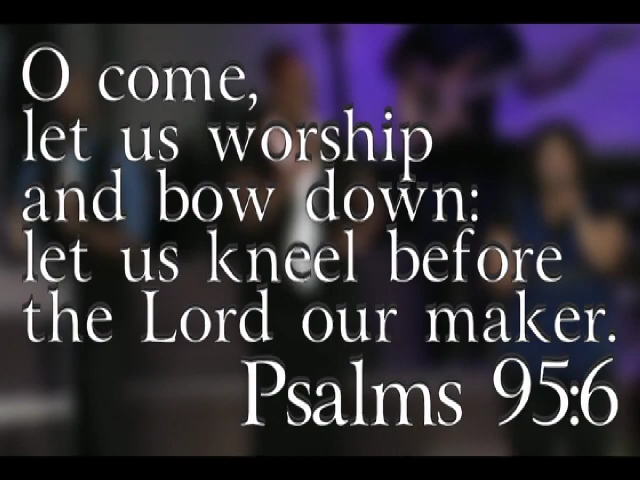 O come,
let us worship
and bow down:
let us kneel before
the Lord our maker.
Psalms 95:6